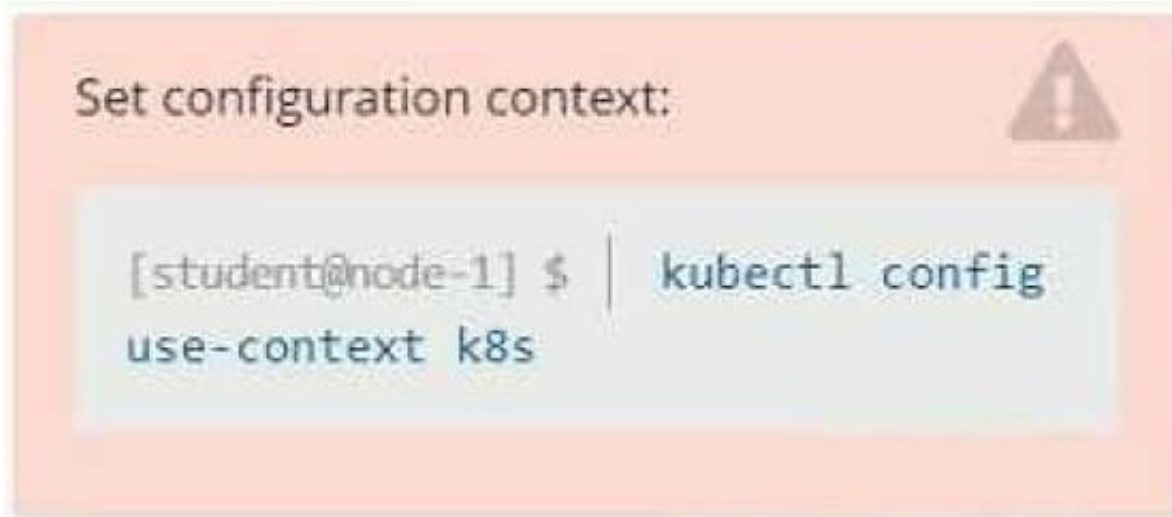 Set configuration context:
[student@node-1] $ | kubectl config
use-context k8s